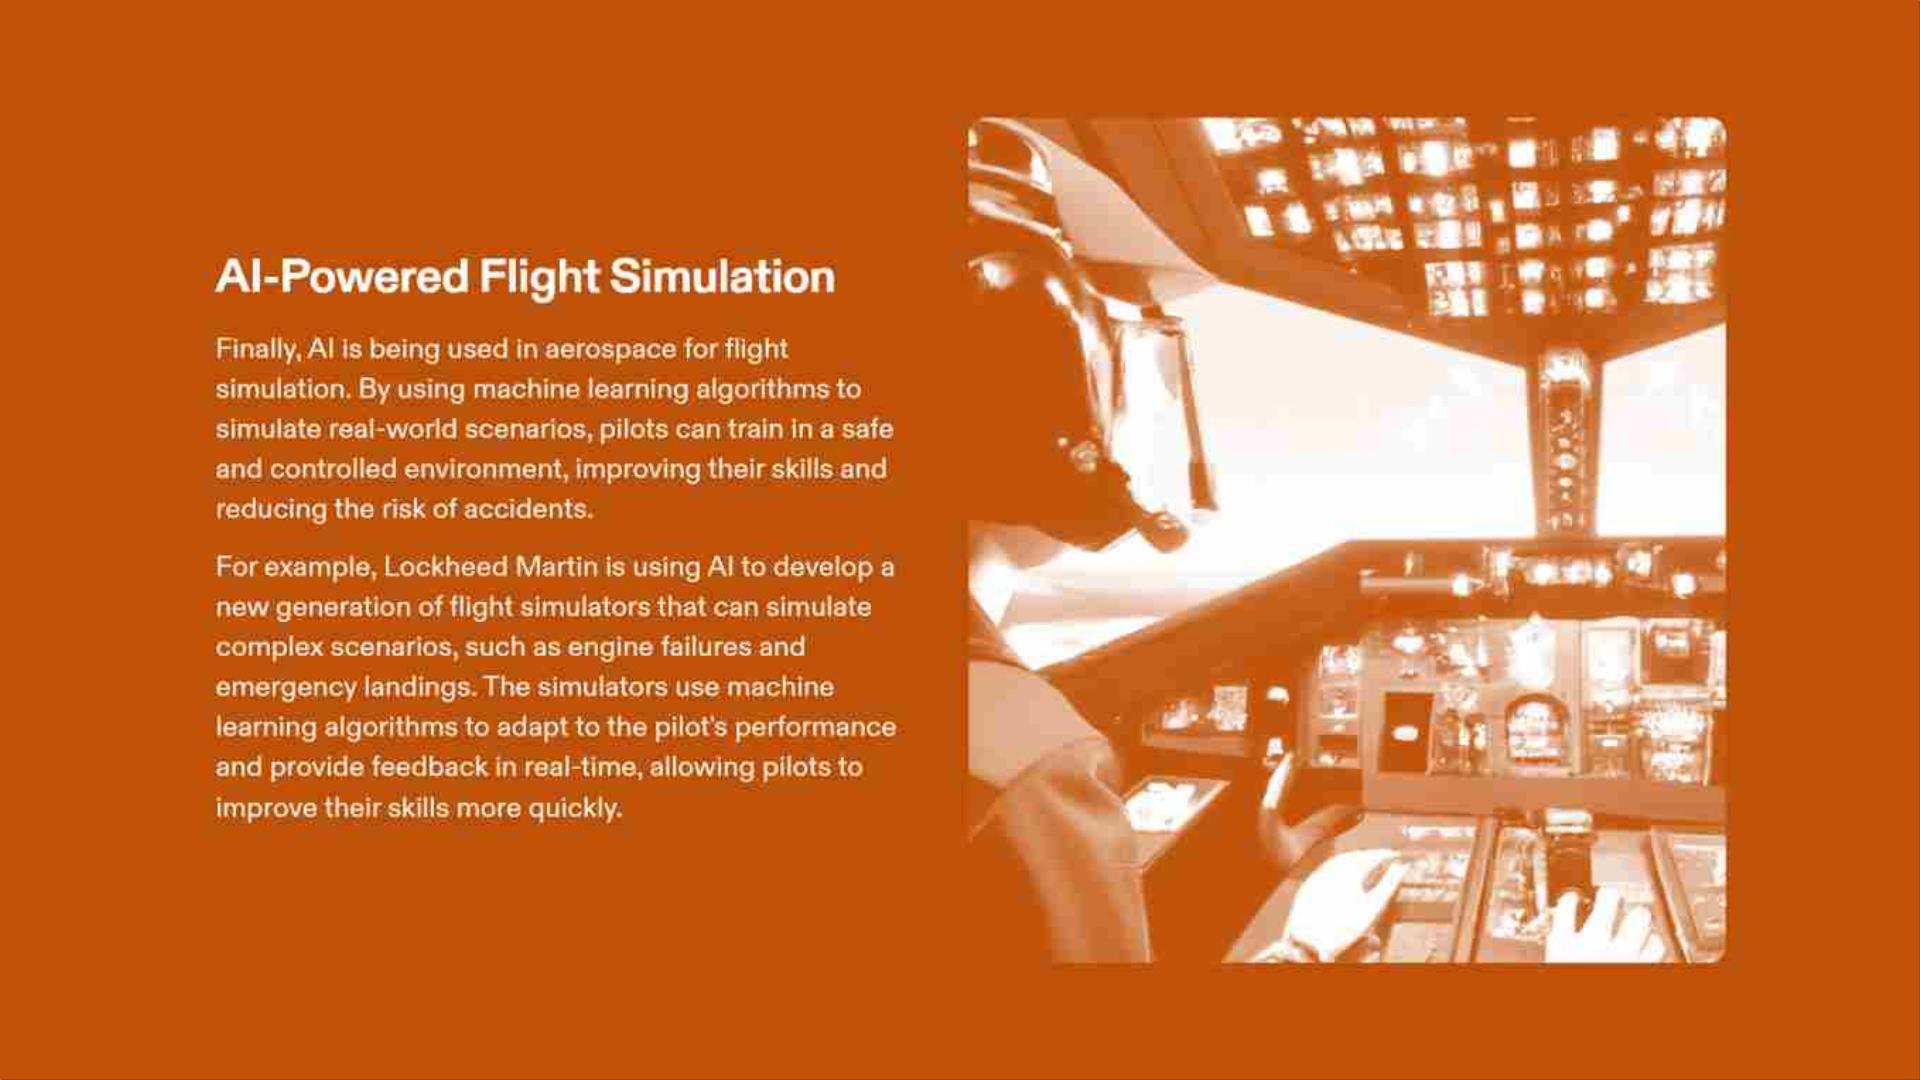 AI-Powered Flight Simulation
Finally, AI is being used in aerospace for flight
simulation. By using machine learning algorithms to
simulate real-world scenarios, pilots can train in a safe
and controlled environment, improving their skills and
reducing the risk of accidents.
For example, Lockheed Martin is using AI to develop a
new generation of flight simulators that can simulate
complex scenarios, such as engine failures and
emergency landings. The simulators use machine
learning algorithms to adapt to the pilot's performance
and provide feedback in real-time, allowing pilots to
improve their skills more quickly.